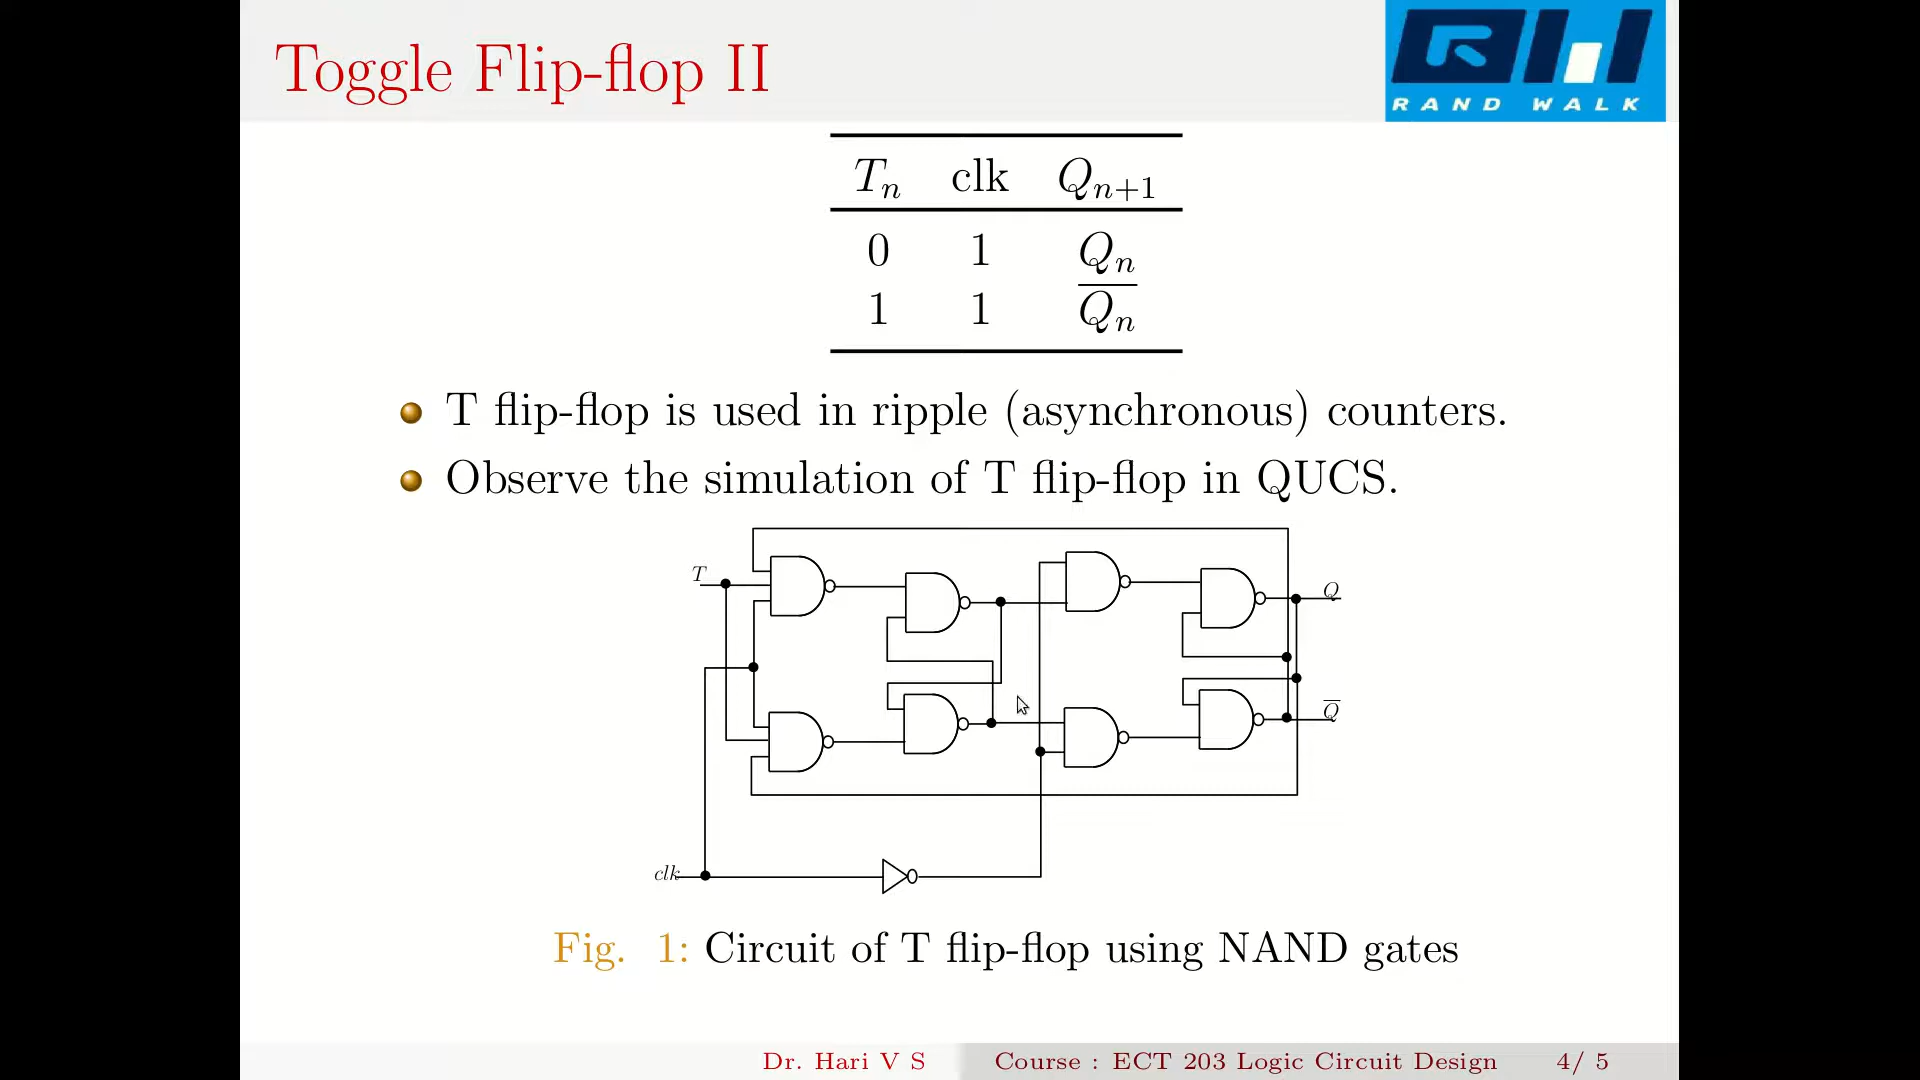 Toggle Flip-flop II
RAND WALK
Tₙ clk Qₙ₊₁
0 1 Qₙ
1 1 Q̅ₙ
T flip-flop is used in ripple (asynchronous) counters.
Observe the simulation of T flip-flop in QUCS.
T
Q
Q̅
clk
Fig. 1: Circuit of T flip-flop using NAND gates
Dr. Hari V S Course : ECT 203 Logic Circuit Design 4/ 5